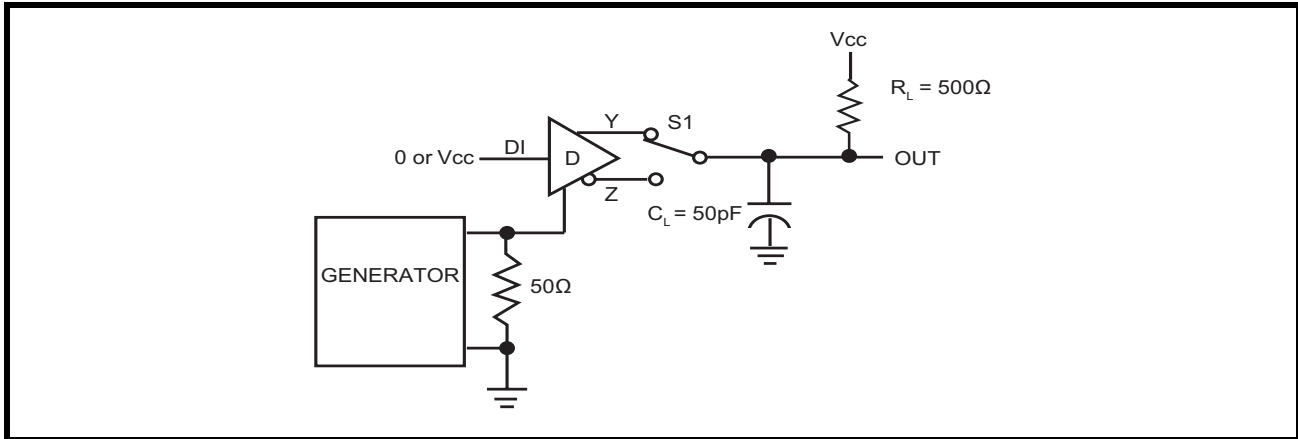 Vcc
R_L = 500Ω
Y
S1
0 or Vcc
DI
D
OUT
Z
C_L = 50pF
GENERATOR
50Ω